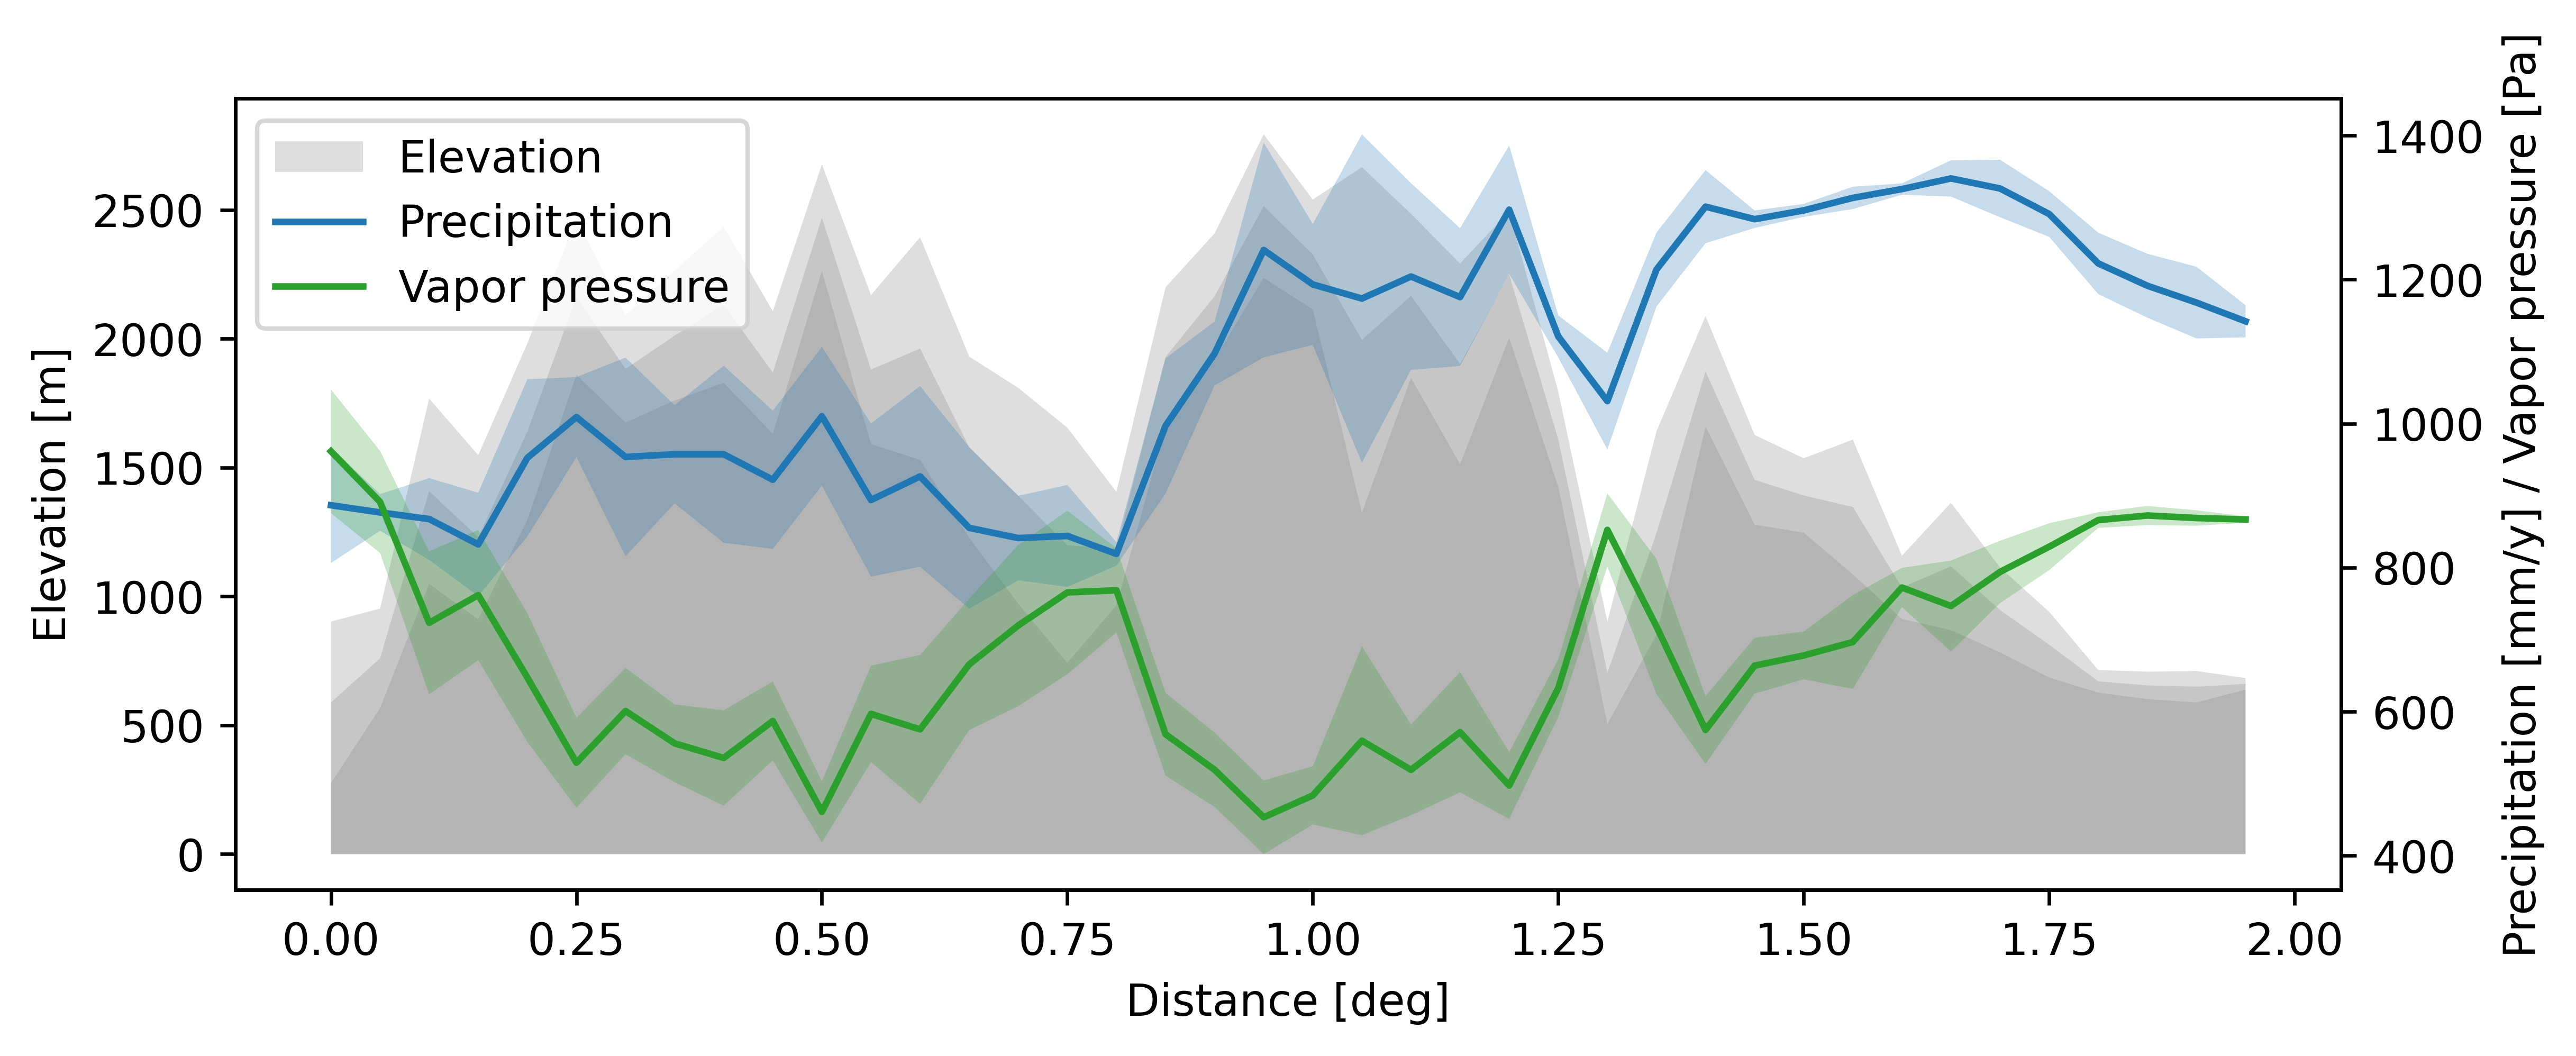 Elevation
Precipitation
Vapor pressure
Elevation [m]
2500
2000
1500
1000
500
0
1400
1200
1000
800
600
400
Precipitation [mm/y] / Vapor pressure [Pa]
0.00 0.25 0.50 0.75 1.00 1.25 1.50 1.75 2.00
Distance [deg]